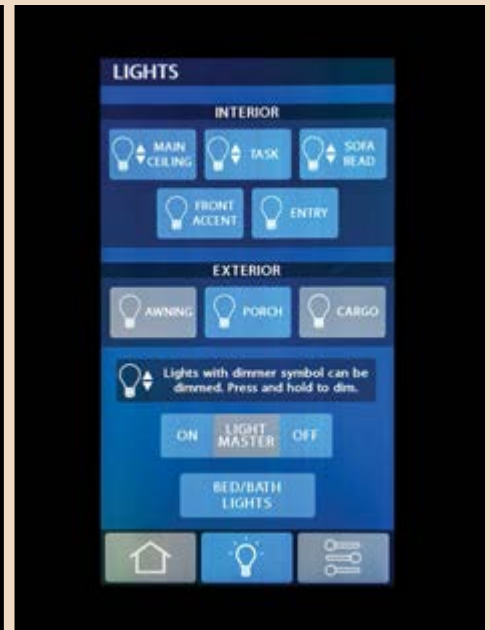 LIGHTS
INTERIOR
MAIN
CEILING
TASK
SOFA
READ
FRONT
ACCENT
ENTRY
EXTERIOR
AWNING
PORCH
CARGO
Lights with dimmer symbol can be
dimmed. Press and hold to dim.
ON
LIGHT
MASTER
OFF
BED/BATH
LIGHTS